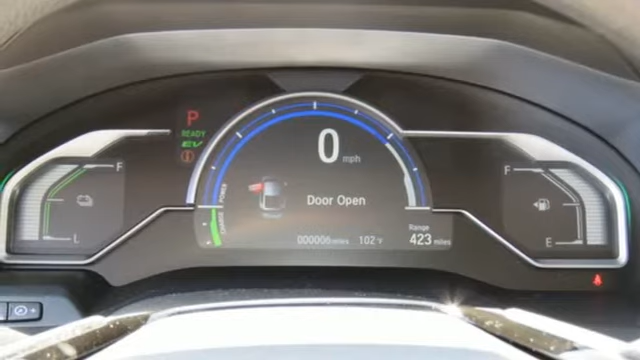 P
READY
EV
F
L
0 mph
POWER
CHARGE
Door Open
000006 miles 102°F
Range
423 miles
F
E